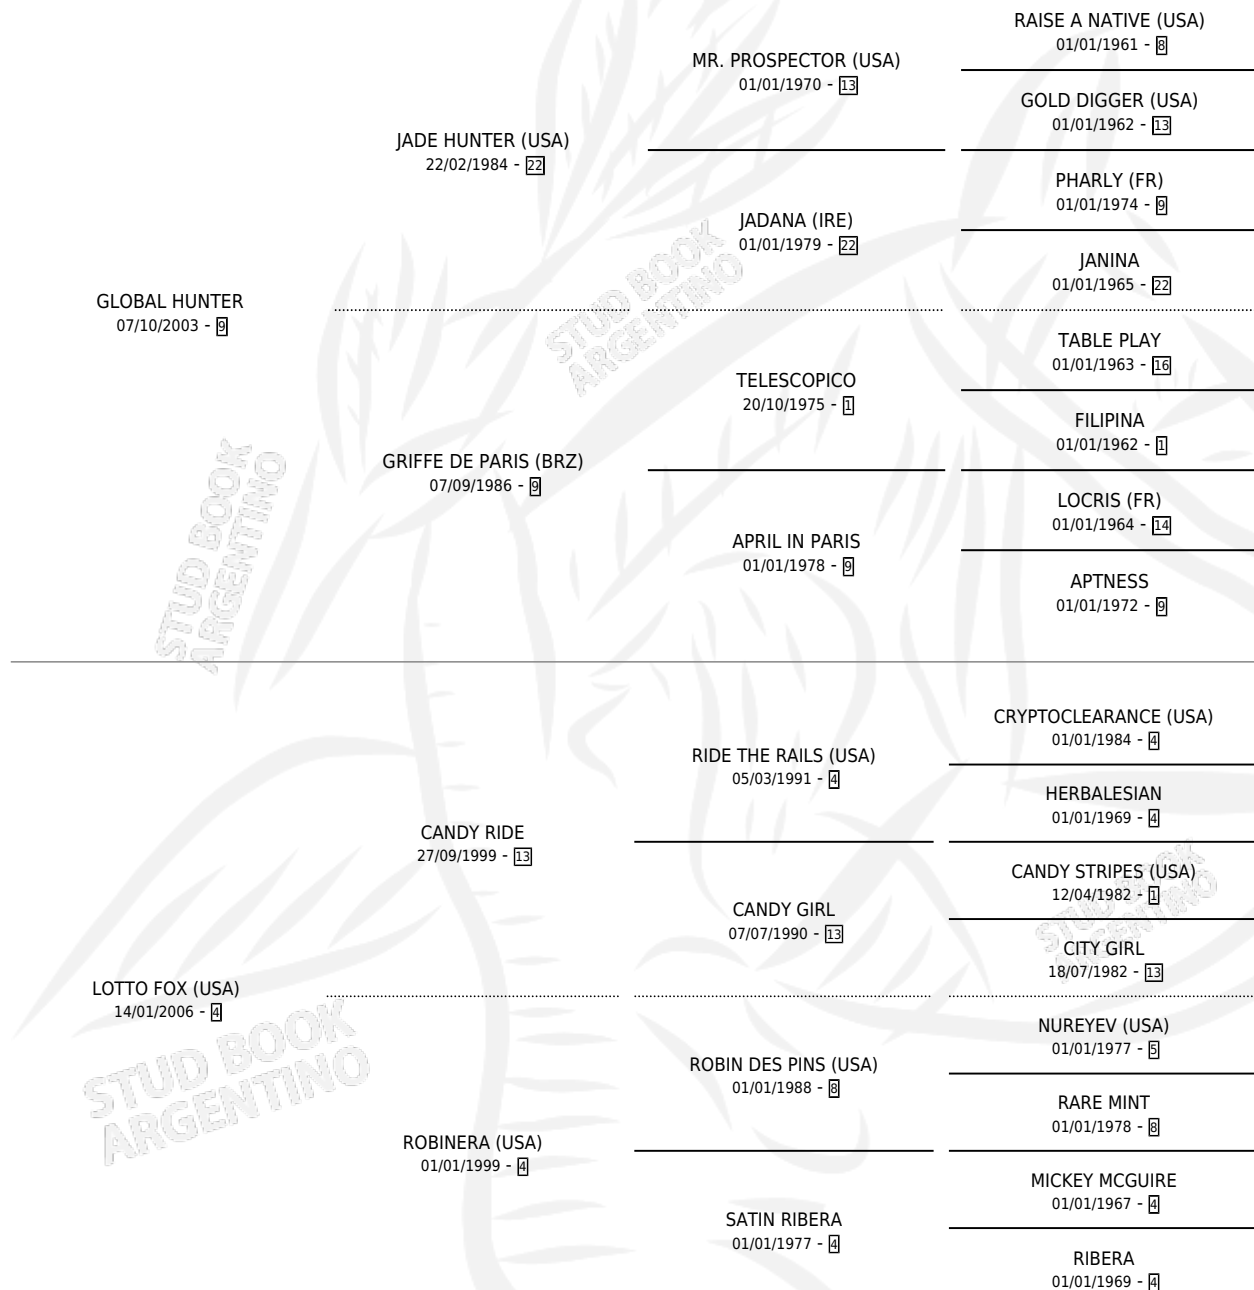 RAISE A NATIVE (USA)
01/01/1961 - 8
MR. PROSPECTOR (USA)
01/01/1970 - 13
GOLD DIGGER (USA)
01/01/1962 - 13
JADE HUNTER (USA)
22/02/1984 - 22
PHARLY (FR)
01/01/1974 - 9
JADANA (IRE)
01/01/1979 - 22
JANINA
01/01/1965 - 22
GLOBAL HUNTER
07/10/2003 - 9
TABLE PLAY
01/01/1963 - 16
TELESCOPICO
20/10/1975 - 1
FILIPINA
01/01/1962 - 1
GRIFFE DE PARIS (BRZ)
07/09/1986 - 9
LOCRIS (FR)
01/01/1964 - 14
APRIL IN PARIS
01/01/1978 - 9
APTNESS
01/01/1972 - 9
STUD BOOK
ARGENTINO
STUD BOOK
ARGENTINO
CRYPTOCLEARANCE (USA)
01/01/1984 - 4
RIDE THE RAILS (USA)
05/03/1991 - 4
HERBALESIAN
01/01/1969 - 4
CANDY RIDE
27/09/1999 - 13
CANDY STRIPES (USA)
12/04/1982 - 1
CANDY GIRL
07/07/1990 - 13
CITY GIRL
18/07/1982 - 13
STUD BOOK
ARGENTINO
LOTTO FOX (USA)
14/01/2006 - 4
NUREYEV (USA)
01/01/1977 - 5
ROBIN DES PINS (USA)
01/01/1988 - 8
RARE MINT
01/01/1978 - 8
STUD BOOK
ARGENTINO
ROBINERA (USA)
01/01/1999 - 4
MICKEY MCGUIRE
01/01/1967 - 4
SATIN RIBERA
01/01/1977 - 4
RIBERA
01/01/1969 - 4